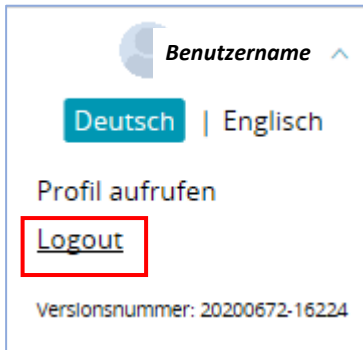 Benutzername
Deutsch | Englisch
Profil aufrufen
Logout
Versionsnummer: 20200672-16224